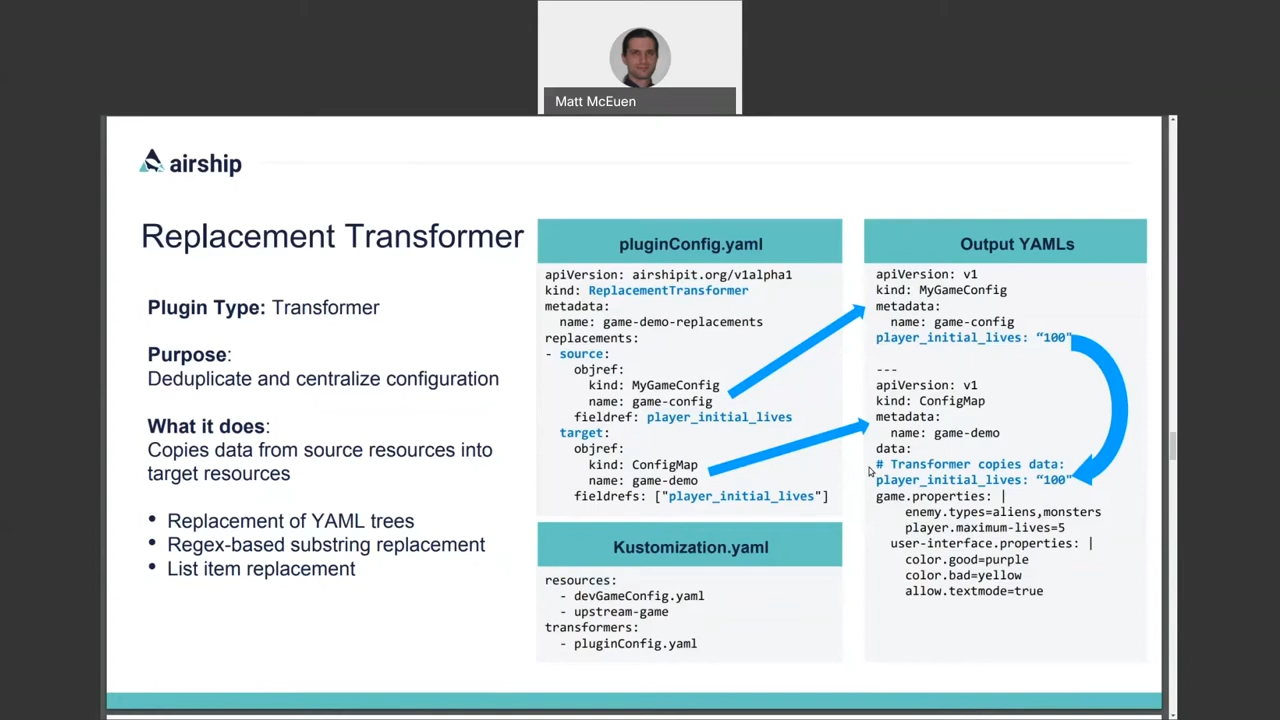 Matt McEuen
airship
Replacement Transformer
Plugin Type: Transformer
Purpose:
Deduplicate and centralize configuration
What it does:
Copies data from source resources into
target resources
• Replacement of YAML trees
• Regex-based substring replacement
• List item replacement
pluginConfig.yaml
apiVersion: airshipit.org/v1alpha1
kind: ReplacementTransformer
metadata:
  name: game-demo-replacements
replacements:
- source:
    objref:
      kind: MyGameConfig
      name: game-config
    fieldref: player_initial_lives
  target:
    objref:
      kind: ConfigMap
      name: game-demo
    fieldrefs: ["player_initial_lives"]
Kustomization.yaml
resources:
  - devGameConfig.yaml
  - upstream-game
transformers:
  - pluginConfig.yaml
Output YAMLs
apiVersion: v1
kind: MyGameConfig
metadata:
  name: game-config
player_initial_lives: “100"
---
apiVersion: v1
kind: ConfigMap
metadata:
  name: game-demo
data:
# Transformer copies data:
player_initial_lives: “100"
game.properties: |
    enemy.types=aliens,monsters
    player.maximum-lives=5
  user-interface.properties: |
    color.good=purple
    color.bad=yellow
    allow.textmode=true